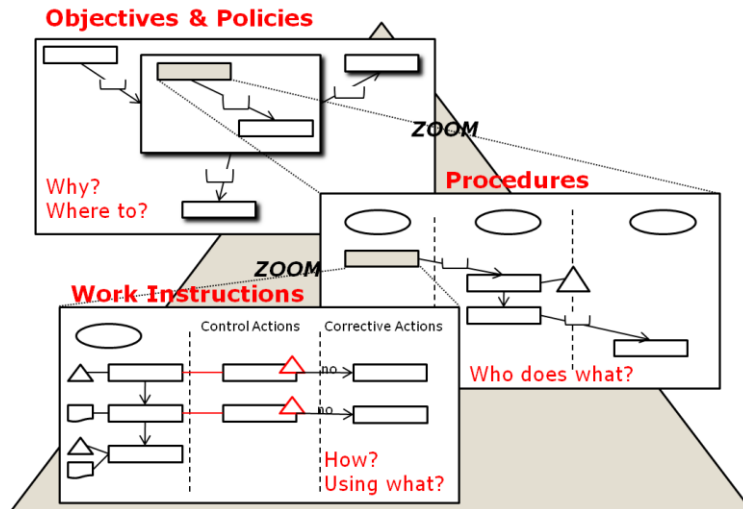 Objectives & Policies
ZOOM
Why?
Where to?
Procedures
ZOOM
Work Instructions
Control Actions
Corrective Actions
no
no
Who does what?
How?
Using what?